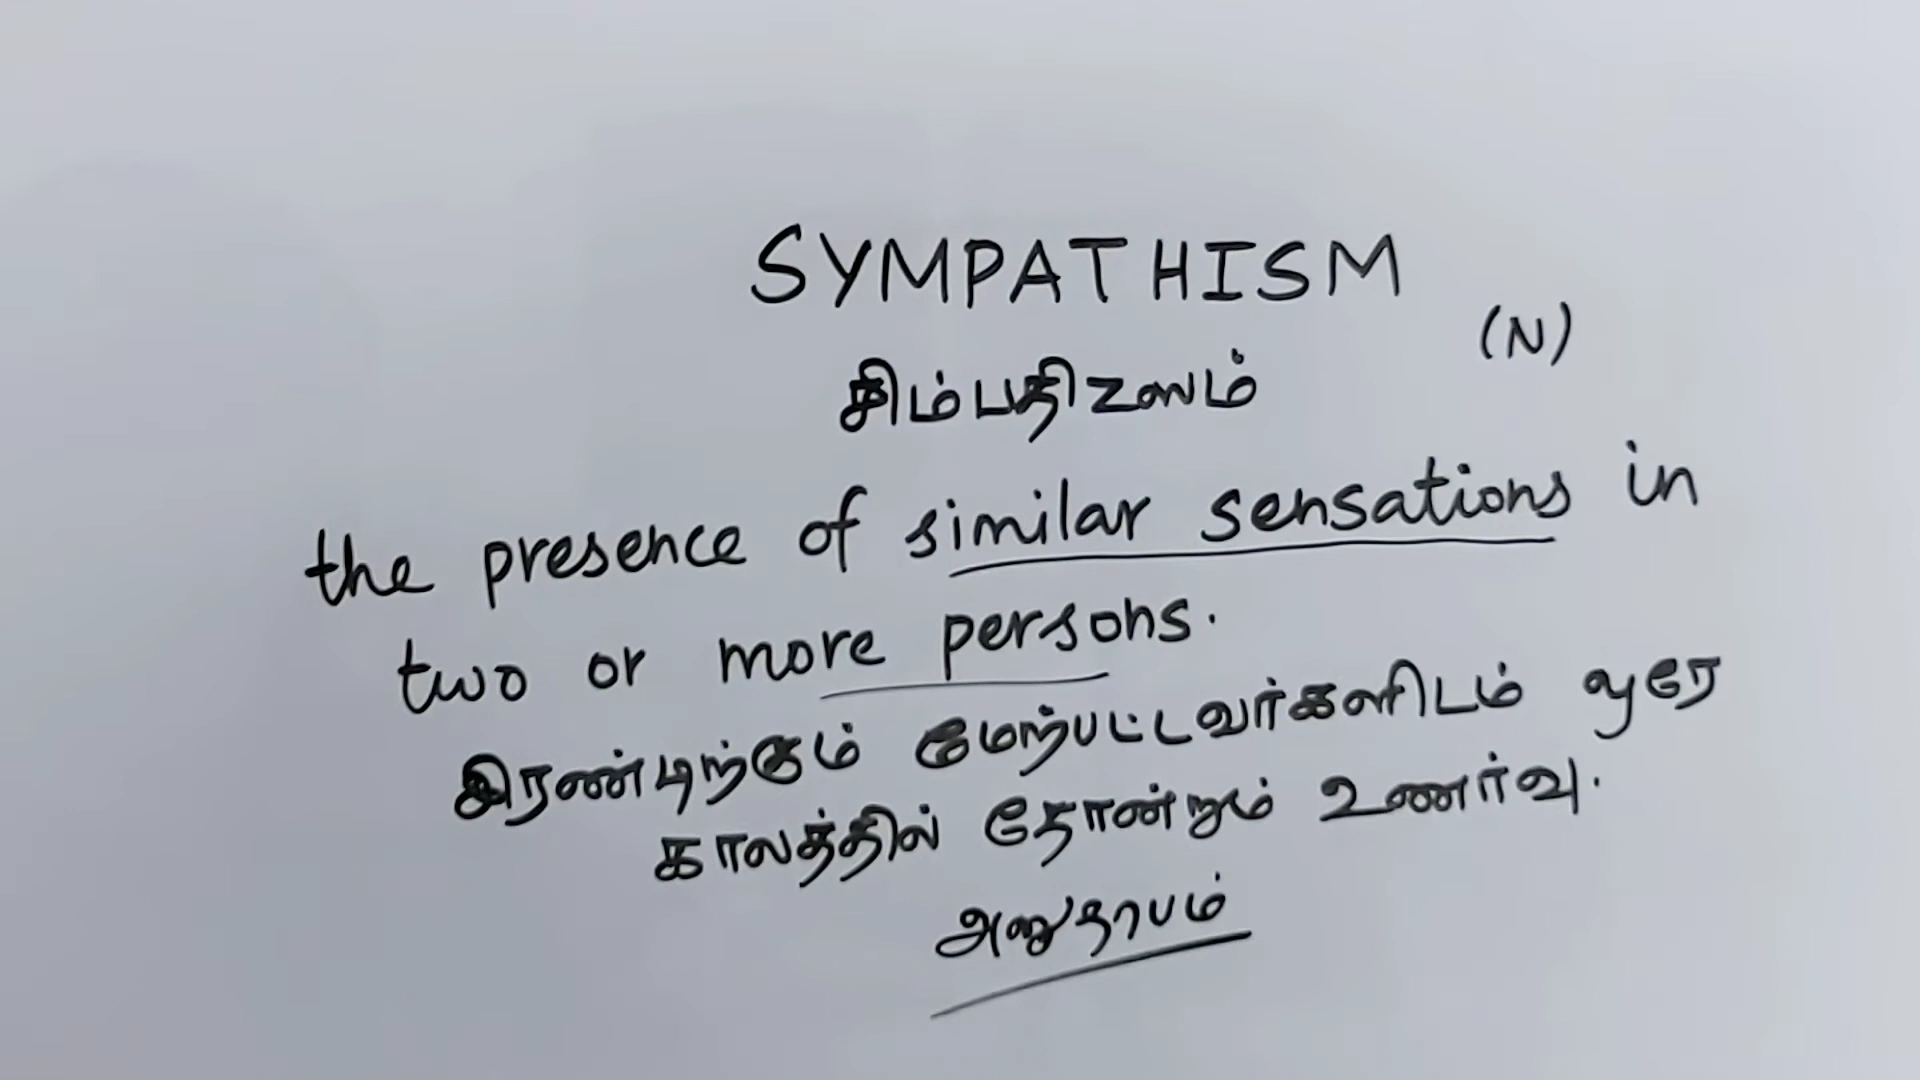 SYMPATHISM
(N)
சிம்பதிZஸம்
the presence of similar sensations in
two or more persons.
இரண்டிற்கும் மேற்பட்டவர்களிடம் ஒரே
காலத்தில் தோன்றும் உணர்வு.
அனுதாபம்